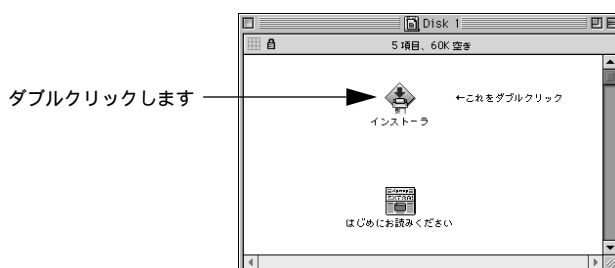 Disk 1
5 項目、60K 空き
ダブルクリックします
←これをダブルクリック
インストーラ
はじめにお読みください